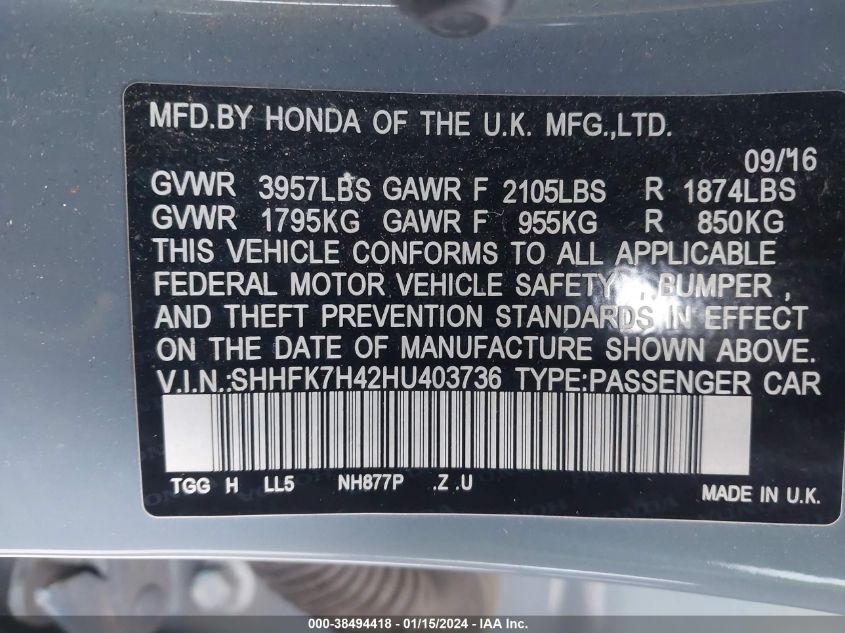 MFD.BY HONDA OF THE U.K. MFG.,LTD.
09/16
GVWR 3957LBS GAWR F 2105LBS R 1874LBS
GVWR 1795KG GAWR F 955KG R 850KG
THIS VEHICLE CONFORMS TO ALL APPLICABLE
FEDERAL MOTOR VEHICLE SAFETY , BUMPER ,
AND THEFT PREVENTION STANDARDS IN EFFECT
ON THE DATE OF MANUFACTURE SHOWN ABOVE.
V.I.N.:SHHFK7H42HU403736 TYPE:PASSENGER CAR
TGG H LL5 NH877P .Z .U MADE IN U.K.
000-38494418 - 01/15/2024 - IAA Inc.